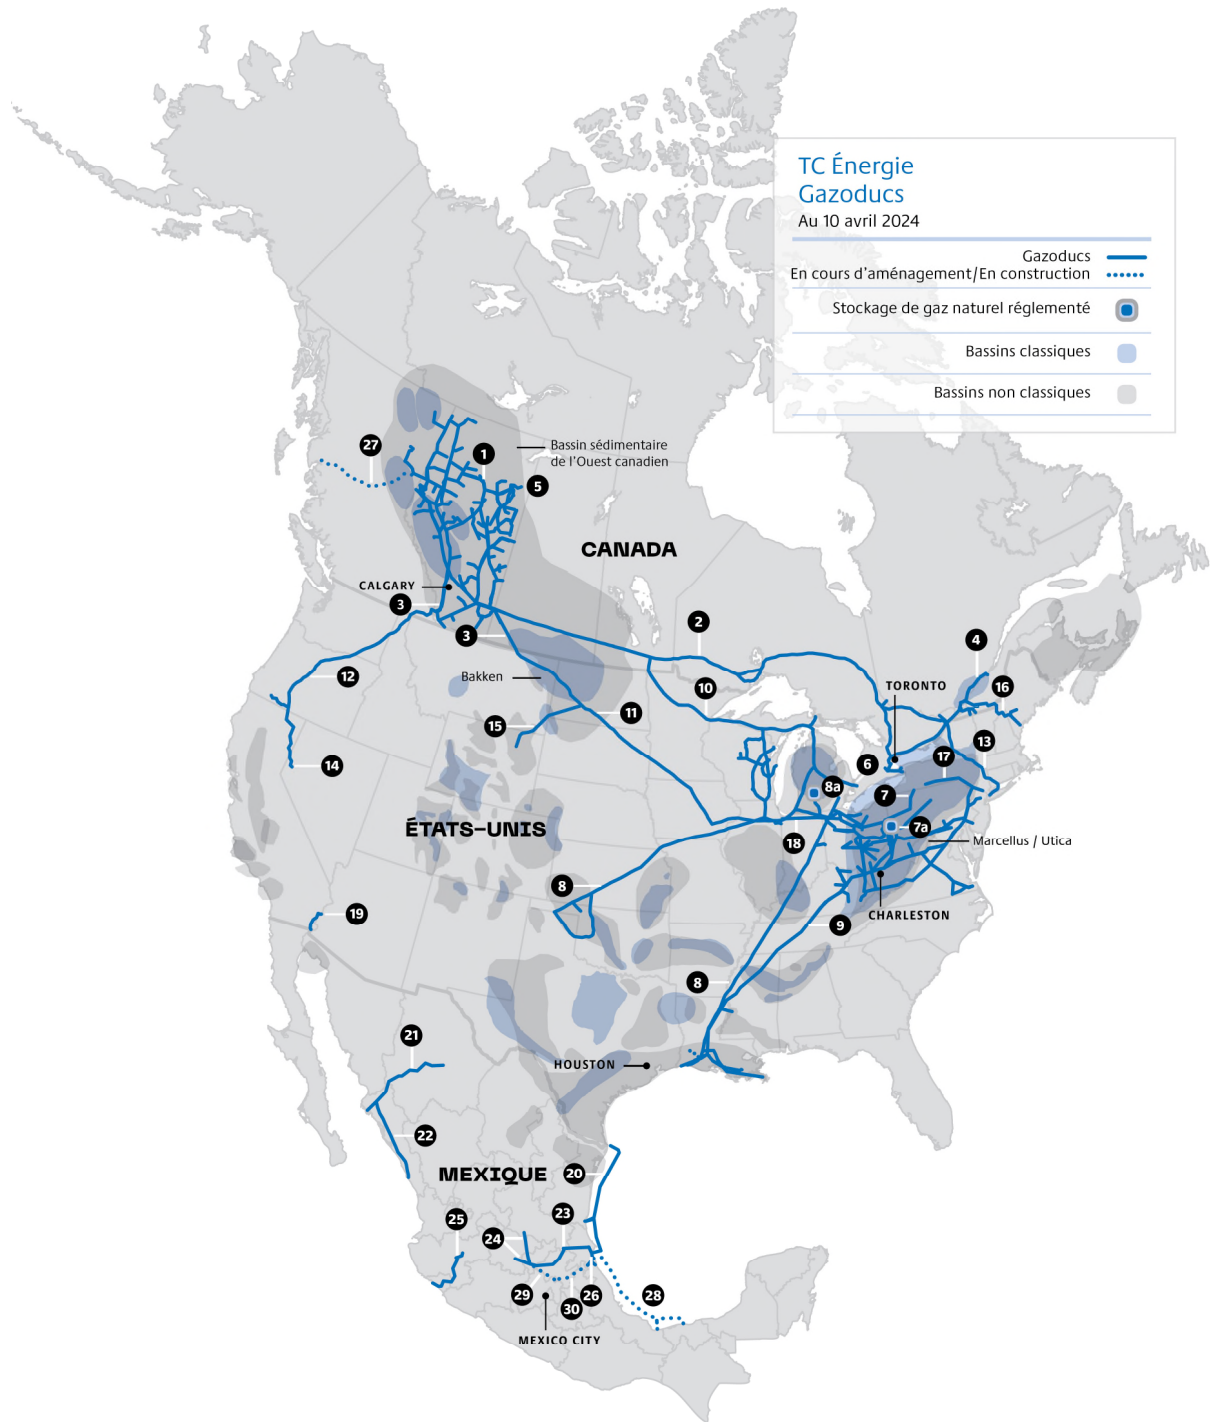 TC Énergie
Gazoducs
Au 10 avril 2024
Gazoducs
En cours d’aménagement/En construction
Stockage de gaz naturel réglementé
Bassins classiques
Bassins non classiques
27
1
Bassin sédimentaire
de l’Ouest canadien
5
CANADA
CALGARY
3
3
2
4
12
Bakken
10
TORONTO
16
15
11
13
14
6
17
8a
7
ÉTATS-UNIS
7a
18
Marcellus / Utica
8
19
CHARLESTON
9
8
21
HOUSTON
22
MEXIQUE
20
25
23
24
29
30
26
28
MEXICO CITY